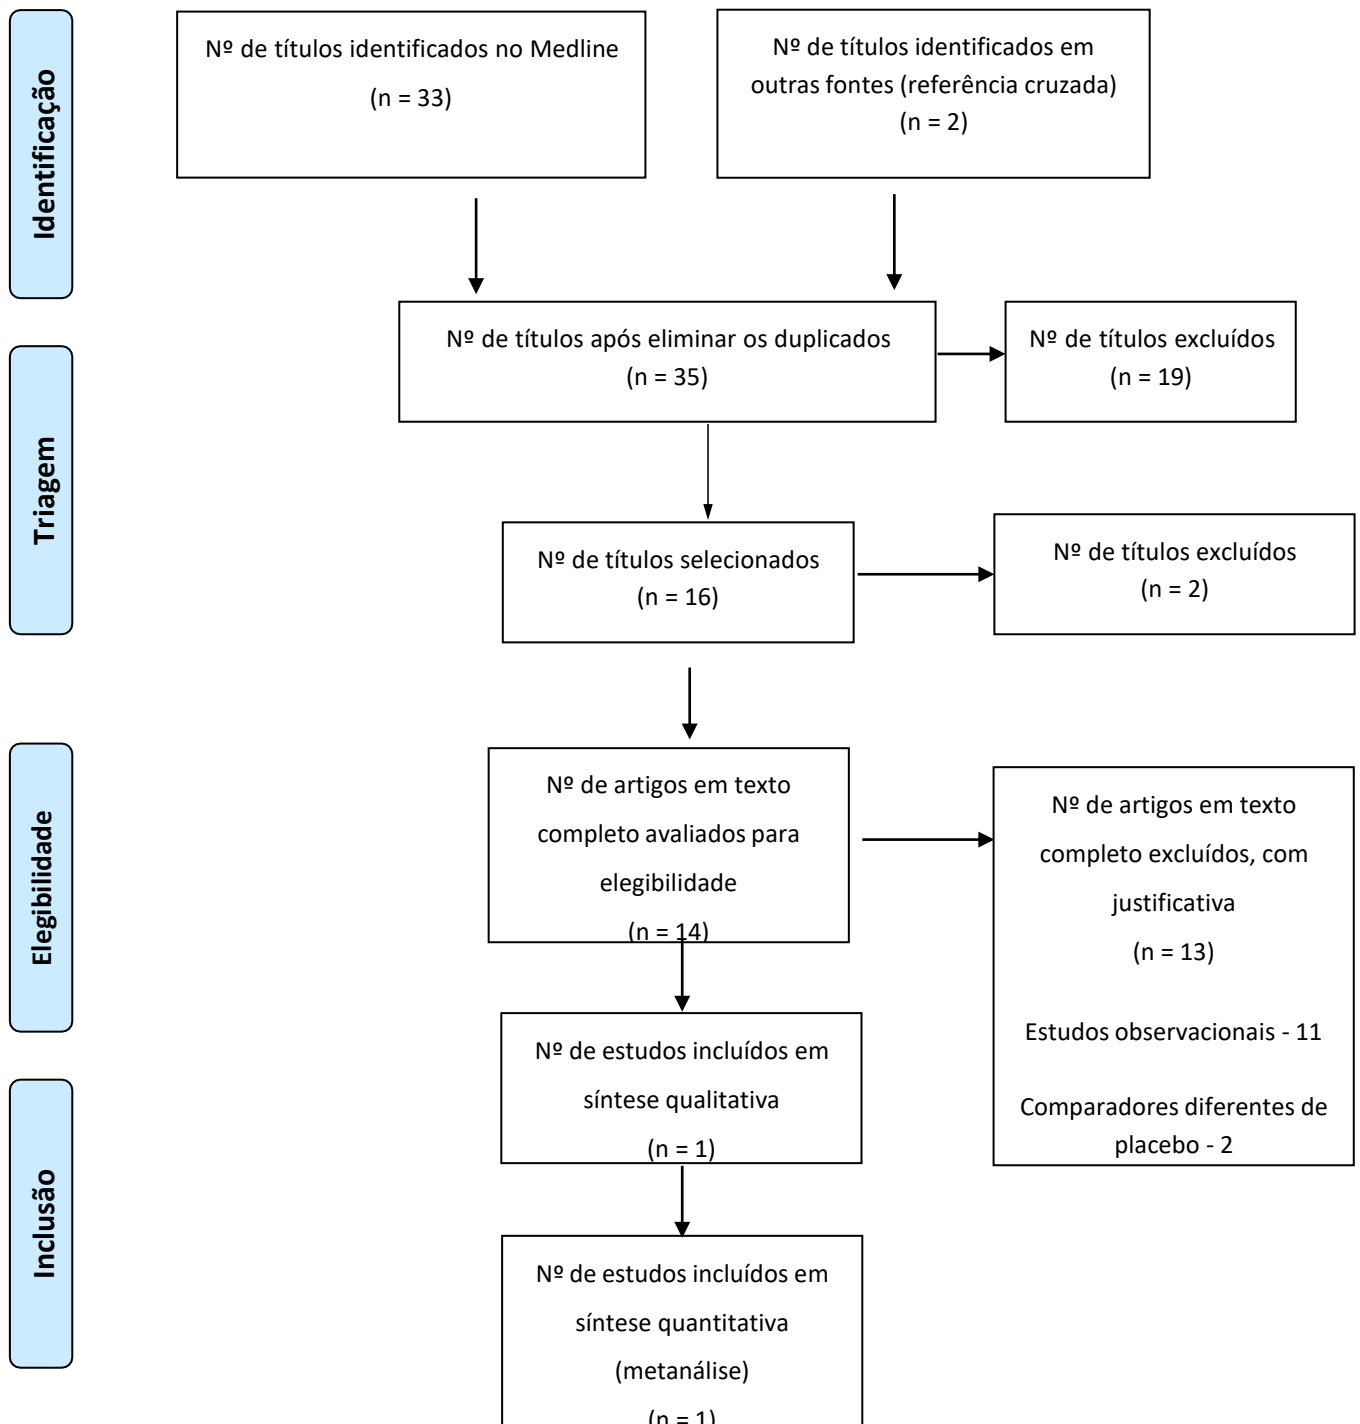 Identificação
Nº de títulos identificados no Medline
(n = 33)
Nº de títulos identificados em
outras fontes (referência cruzada)
(n = 2)
Triagem
Nº de títulos após eliminar os duplicados
(n = 35)
Nº de títulos excluídos
(n = 19)
Nº de títulos selecionados
(n = 16)
Nº de títulos excluídos
(n = 2)
Elegibilidade
Nº de artigos em texto
completo avaliados para
elegibilidade
(n = 14)
Nº de artigos em texto
completo excluídos, com
justificativa
(n = 13)
Estudos observacionais - 11
Comparadores diferentes de
placebo - 2
Inclusão
Nº de estudos incluídos em
síntese qualitativa
(n = 1)
Nº de estudos incluídos em
síntese quantitativa
(metanálise)
(n = 1)